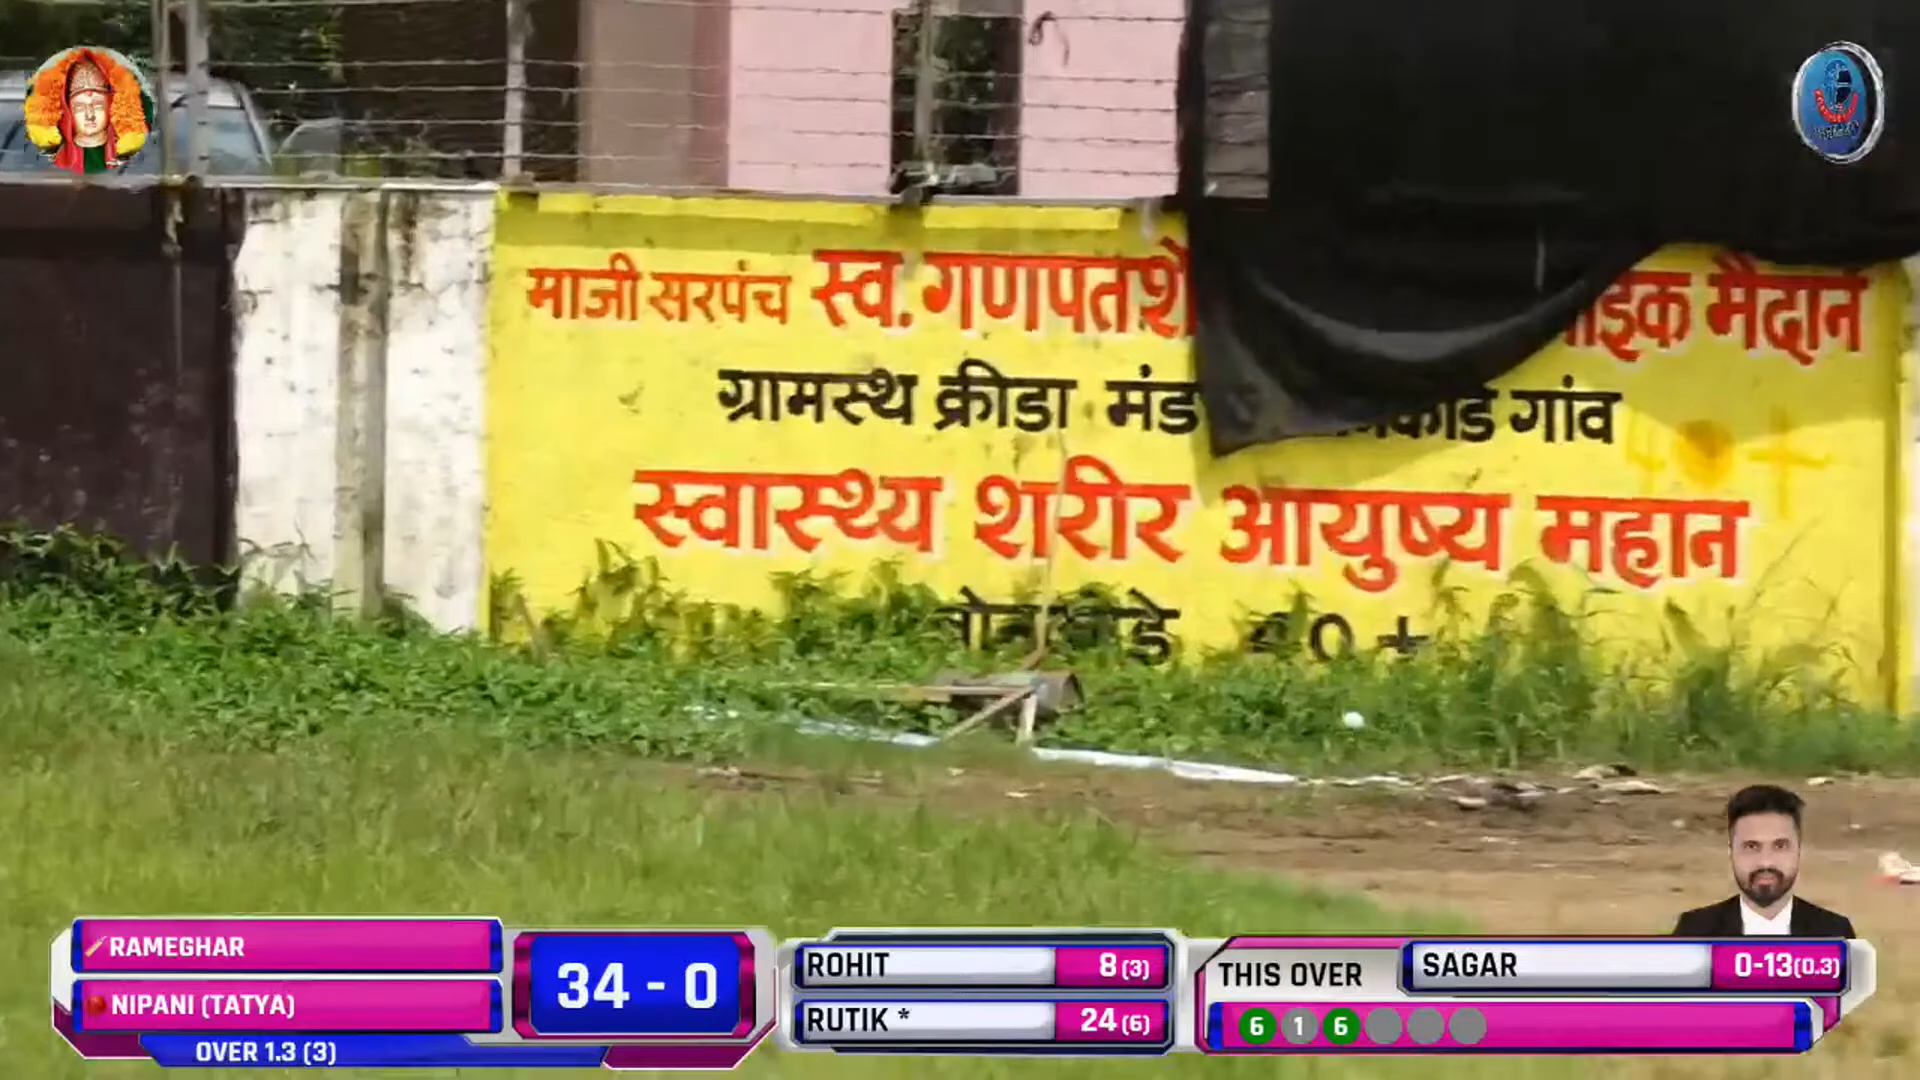 माजी सरपंच स्व. गणपतशे मैदान
ग्रामस्थ क्रीडा मंड गांव
स्वास्थ्य शरीर आयुष्य महान
RAMEGHAR
NIPANI (TATYA)
OVER 1.3 (3)
34 - 0
ROHIT 8 (3)
RUTIK * 24 (6)
THIS OVER SAGAR 0-13(0.3)
6 1 6